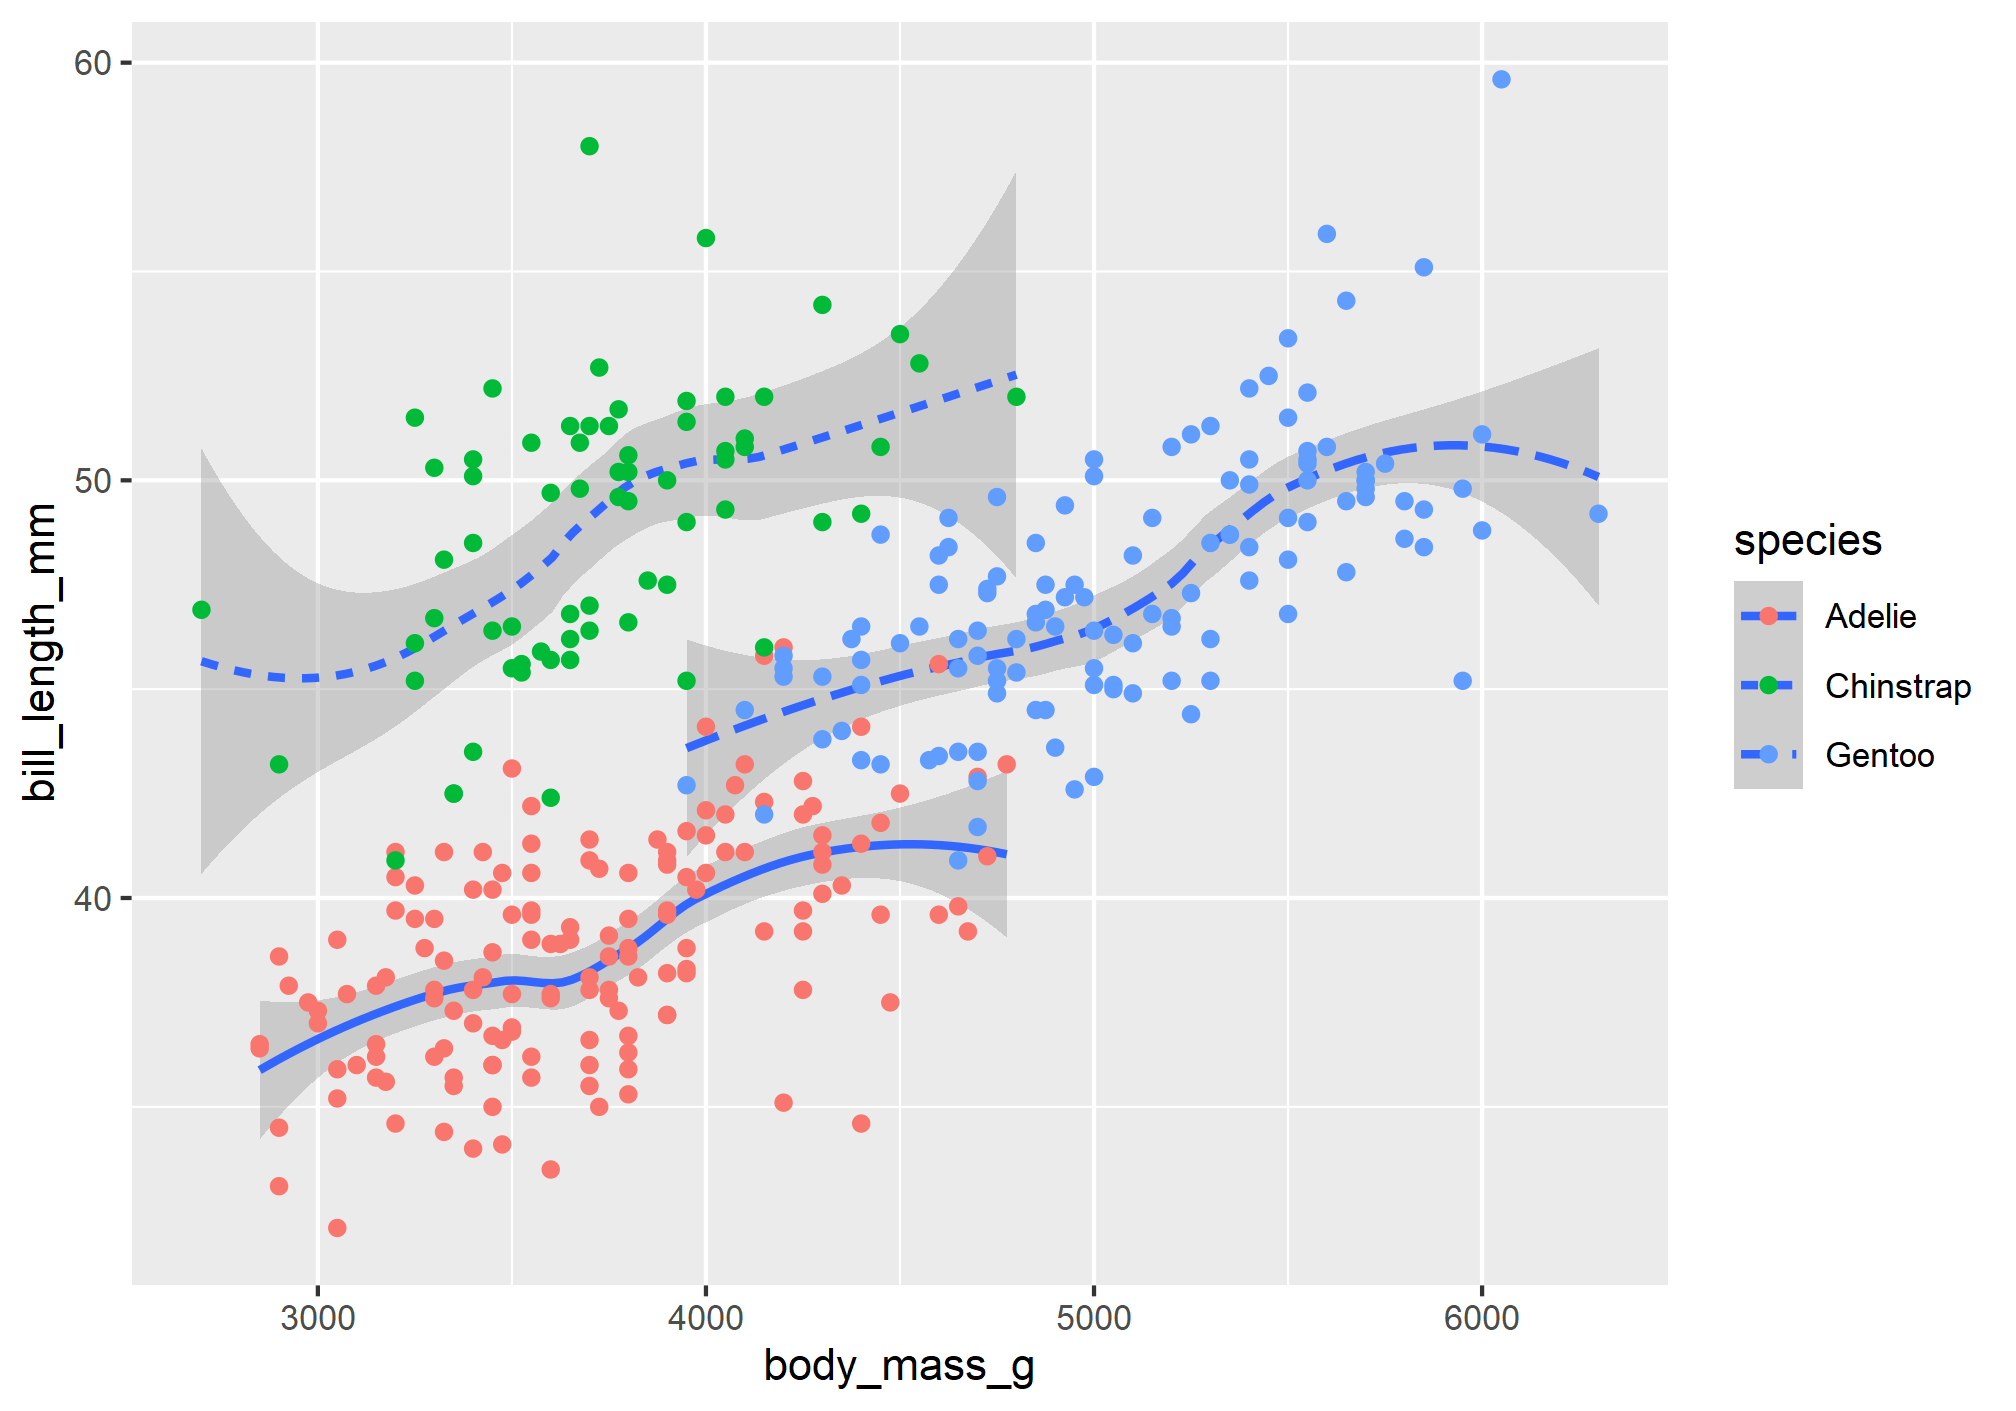 60
50
40
bill_length_mm
3000
4000
5000
6000
body_mass_g
species
Adelie
Chinstrap
Gentoo